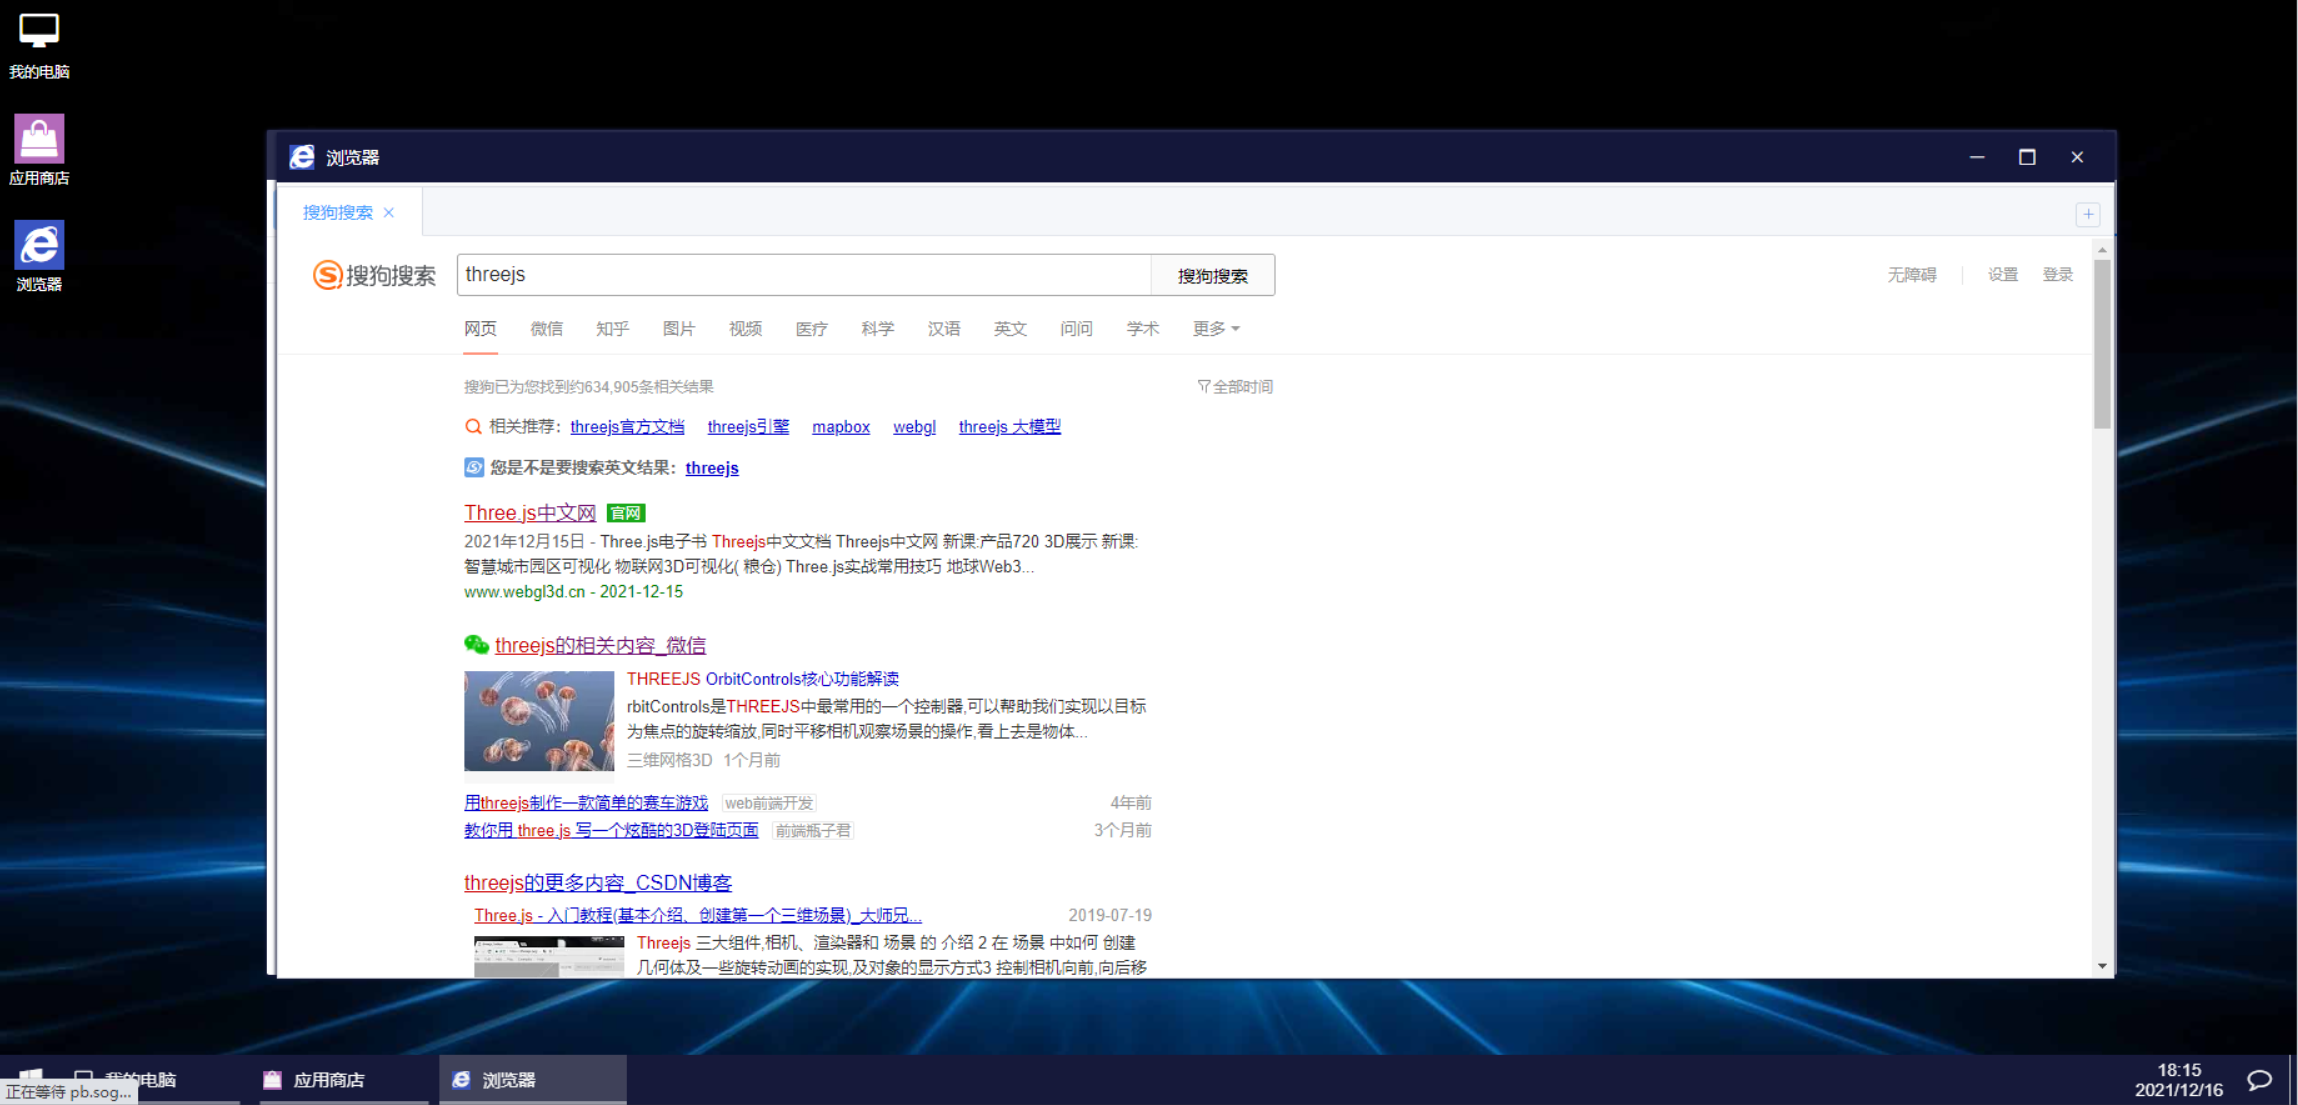 我的电脑
应用商店
浏览器
浏览器
搜狗搜索
搜狗搜索 threejs 搜狗搜索 无障碍 设置 登录
网页 微信 知乎 图片 视频 医疗 科学 汉语 英文 问问 学术 更多
搜狗已为您找到约634,905条相关结果 全部时间
相关推荐: threejs官方文档 threejs引擎 mapbox webgl threejs 大模型
您是不是要搜索英文结果: threejs
Three.js中文网 官网
2021年12月15日 - Three.js电子书 Threejs中文文档 Threejs中文网 新课:产品720 3D展示 新课:
智慧城市园区可视化 物联网3D可视化( 粮仓) Three.js实战常用技巧 地球Web3...
www.webgl3d.cn - 2021-12-15
threejs的相关内容_微信
THREEJS OrbitControls核心功能解读
rbitControls是THREEJS中最常用的一个控制器,可以帮助我们实现以目标
为焦点的旋转缩放,同时平移相机观察场景的操作,看上去是物体...
三维网格3D 1个月前
用threejs制作一款简单的赛车游戏 web前端开发 4年前
教你用 three.js 写一个炫酷的3D登陆页面 前端瓶子君 3个月前
threejs的更多内容_CSDN博客
Three.js - 入门教程(基本介绍、创建第一个三维场景)_大师兄... 2019-07-19
Threejs 三大组件,相机、渲染器和 场景 的 介绍 2 在 场景 中如何 创建
几何体及一些旋转动画的实现,及对象的显示方式3 控制相机向前,向后移
我的电脑 应用商店 浏览器
正在等待 pb.sog...
18:15
2021/12/16